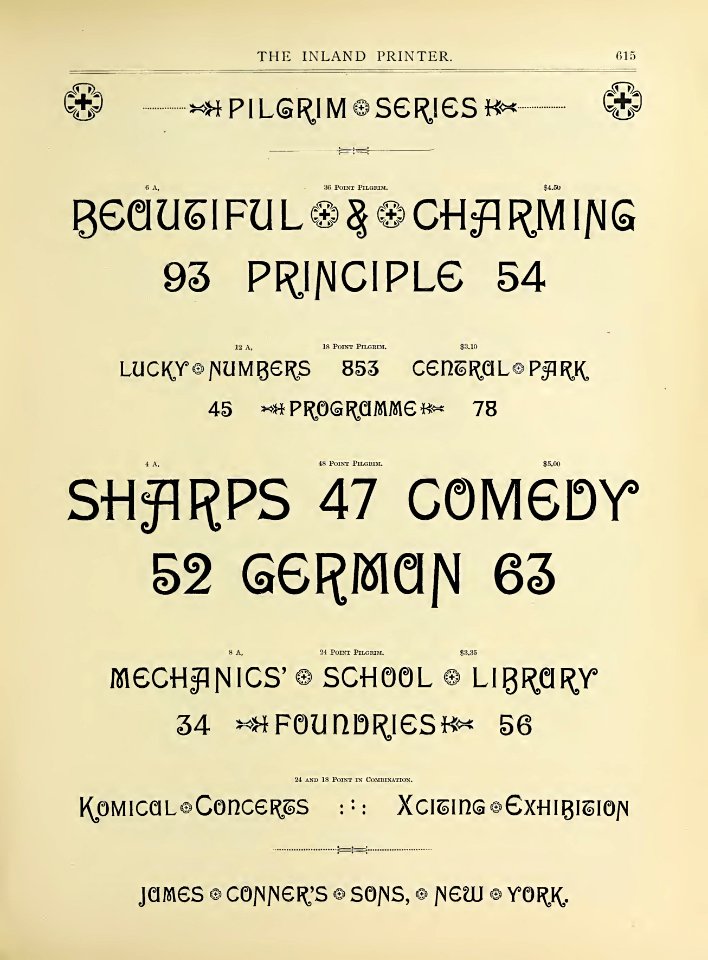 THE INLAND PRINTER. 615
PILGRIM SERIES
6 A, 36 POINT PILGRIM. $4.50
BEAUTIFUL & CHARMING
93 PRINCIPLE 54
12 A, 18 POINT PILGRIM. $3.10
LUCKY NUMBERS 853 CENTRAL PARK
45 PROGRAMME 78
4 A, 48 POINT PILGRIM. $5.00
SHARPS 47 COMEDY
52 GERMAN 63
8 A, 24 POINT PILGRIM. $3.35
MECHANICS' SCHOOL LIBRARY
34 FOUNDRIES 56
24 AND 18 POINT IN COMBINATION.
KOMICAL CONCERTS XCITING EXHIBITION
JAMES CONNER'S SONS, NEW YORK.